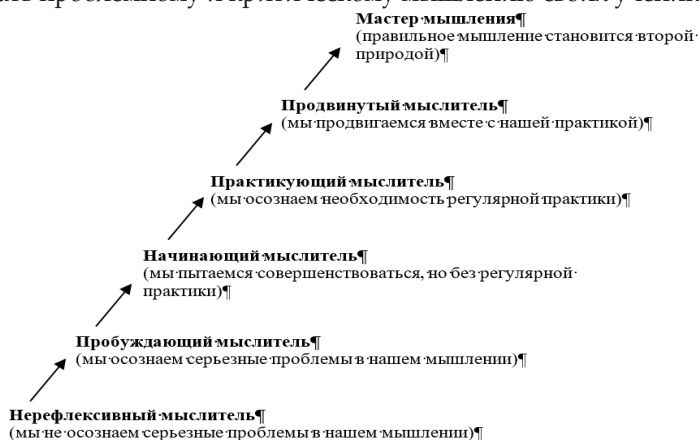 Мастер мышления¶
(правильное мышление становится второй
природой)¶
Продвинутый мыслитель¶
(мы продвигаемся вместе с нашей практикой)¶
Практикующий мыслитель¶
(мы осознаем необходимость регулярной практики)¶
Начинающий мыслитель¶
(мы пытаемся совершенствоваться, но без регулярной
практики)¶
Пробуждающий мыслитель¶
(мы осознаем серьезные проблемы в нашем мышлении)¶
Нерефлексивный мыслитель¶
(мы не осознаем серьезные проблемы в нашем мышлении)¶